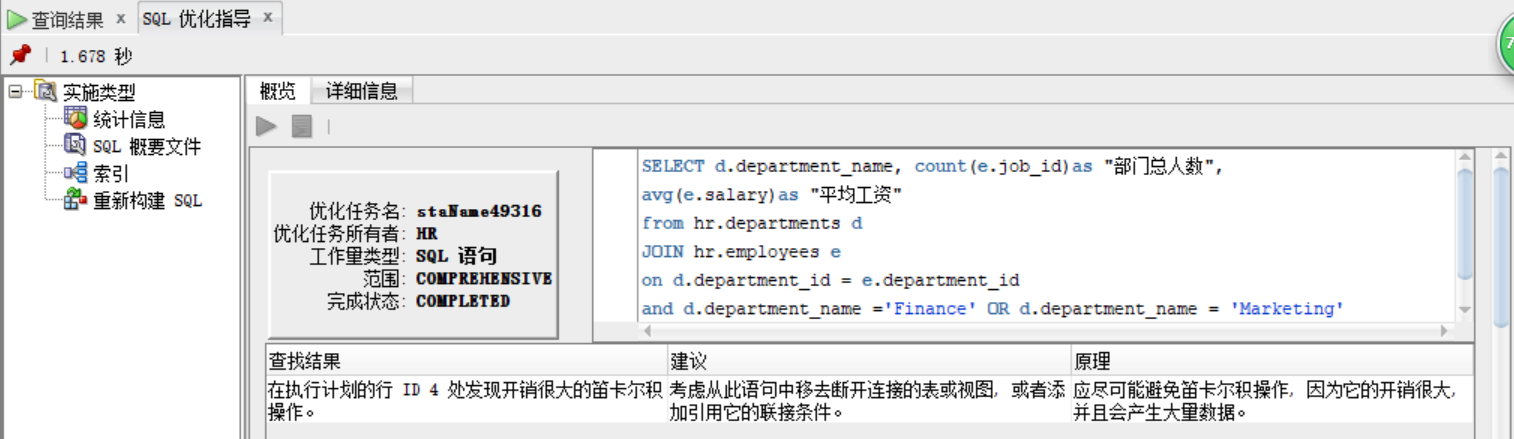 查询结果 × SQL 优化指导 ×
1.678 秒
实施类型
统计信息
SQL 概要文件
索引
重新构建 SQL
概览 详细信息
优化任务名: staName49316
优化任务所有者: HR
工作量类型: SQL 语句
范围: COMPREHENSIVE
完成状态: COMPLETED
SELECT d.department_name, count(e.job_id)as "部门总人数",
avg(e.salary)as "平均工资"
from hr.departments d
JOIN hr.employees e
on d.department_id = e.department_id
and d.department_name ='Finance' OR d.department_name = 'Marketing'
查找结果 建议 原理
在执行计划的行 ID 4 处发现开销很大的笛卡尔积 考虑从此语句中移去断开连接的表或视图, 或者添 应尽可能避免笛卡尔积操作, 因为它的开销很大,
操作。 加引用它的联接条件。 并且会产生大量数据。